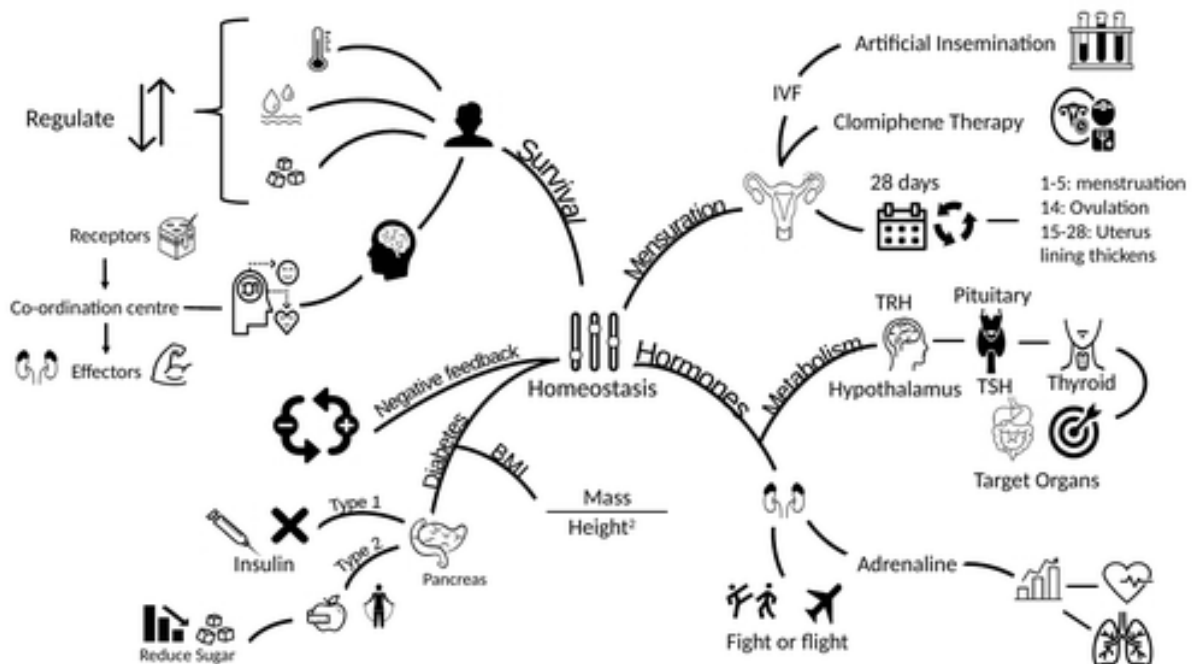 Regulate
Receptors
Co-ordination centre
Effectors
Survival
Mensuration
IVF
Artificial Insemination
Clomiphene Therapy
28 days
1-5: menstruation
14: Ovulation
15-28: Uterus
lining thickens
Homeostasis
Hormones
Metabolism
TRH
Hypothalamus
Pituitary
TSH
Thyroid
Target Organs
Adrenaline
Fight or flight
Negative feedback
Diabetes
BMI
Mass
Height²
Type 1
Insulin
Type 2
Pancreas
Reduce Sugar